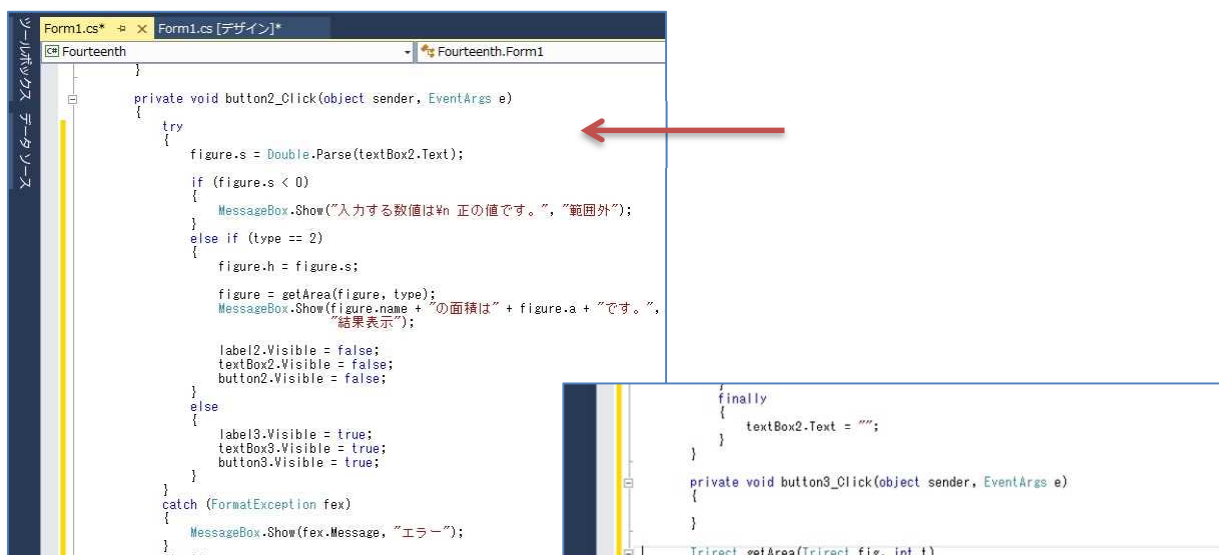 ツールボックス データ ソース
Form1.cs*
Form1.cs [デザイン]*
C# Fourteenth
Fourteenth.Form1
}
private void button2_Click(object sender, EventArgs e)
{
try
{
figure.s = Double.Parse(textBox2.Text);
if (figure.s < 0)
{
MessageBox.Show("入力する数値は¥n 正の値です。", "範囲外");
}
else if (type == 2)
{
figure.h = figure.s;
figure = getArea(figure, type);
MessageBox.Show(figure.name + "の面積は" + figure.a + "です。",
"結果表示");
label2.Visible = false;
textBox2.Visible = false;
button2.Visible = false;
}
else
{
label3.Visible = true;
textBox3.Visible = true;
button3.Visible = true;
}
}
catch (FormatException fex)
{
MessageBox.Show(fex.Message, "エラー");
}
}
finally
{
textBox2.Text = "";
}
}
private void button3_Click(object sender, EventArgs e)
{
}
Trirect getArea(Trirect fig, int t)